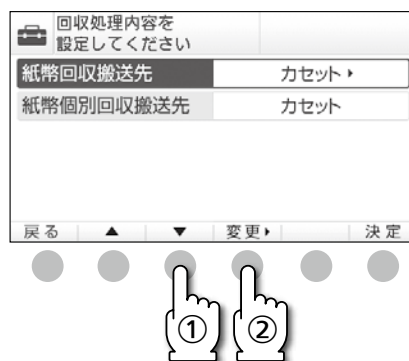 回収処理内容を
設定してください
紙幣回収搬送先 カセット▶
紙幣個別回収搬送先 カセット
戻る ▲ ▼ 変更▶ 決定
① ②